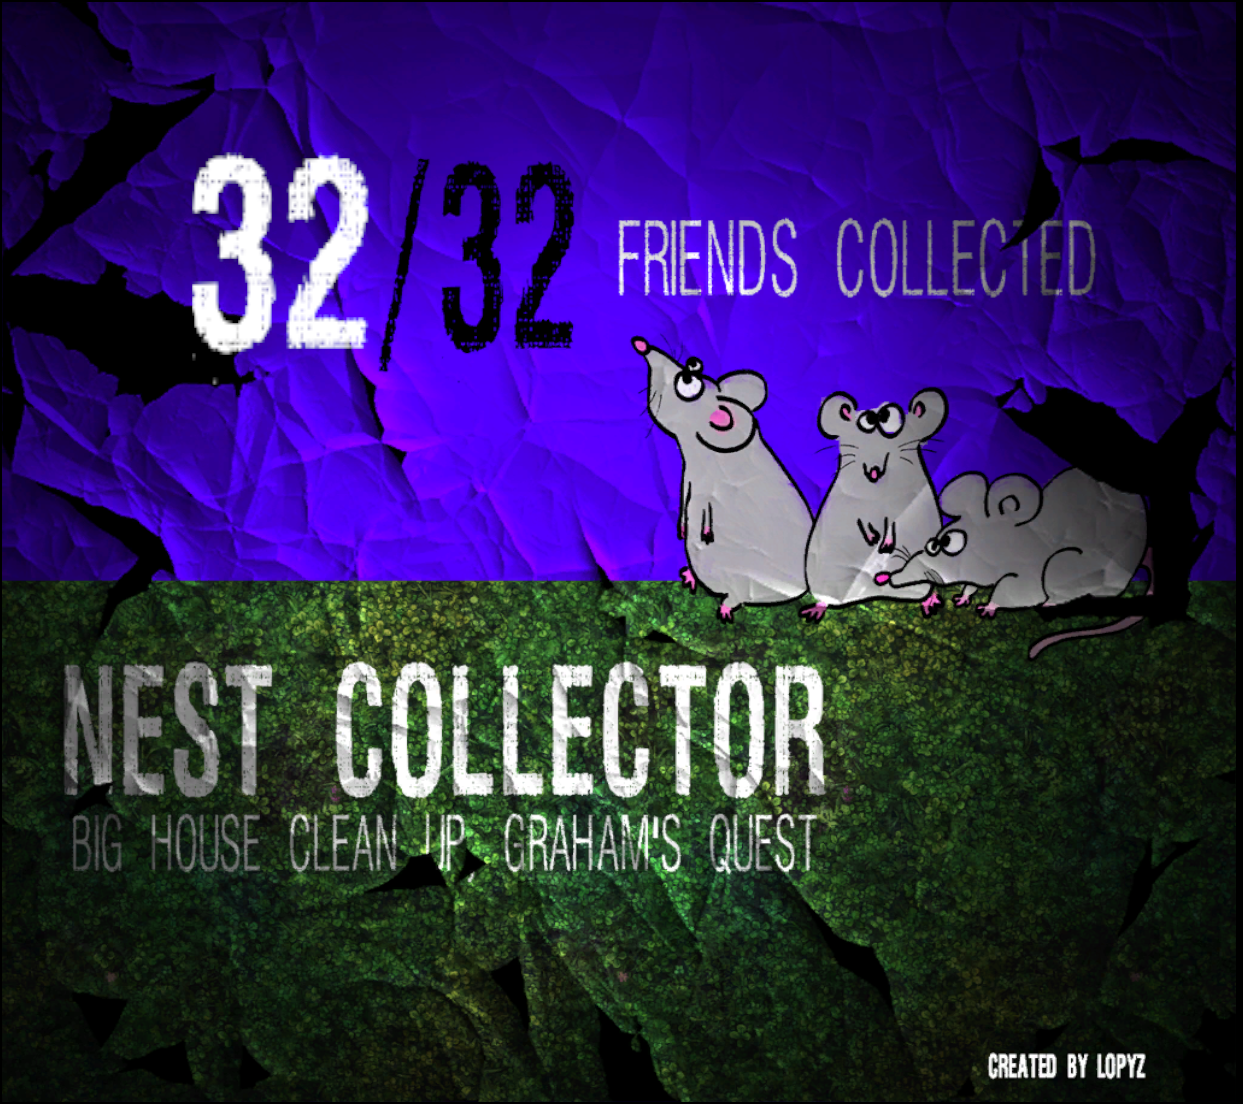 32/32 FRIENDS COLLECTED
NEST COLLECTOR
BIG HOUSE CLEAN UP, GRAHAM'S QUEST
CREATED BY LOPYZ